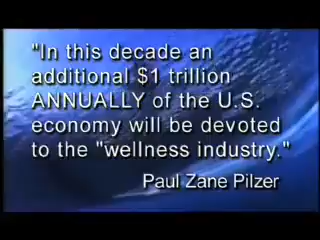 "In this decade an
additional $1 trillion
ANNUALLY of the U.S.
economy will be devoted
to the "wellness industry."
Paul Zane Pilzer